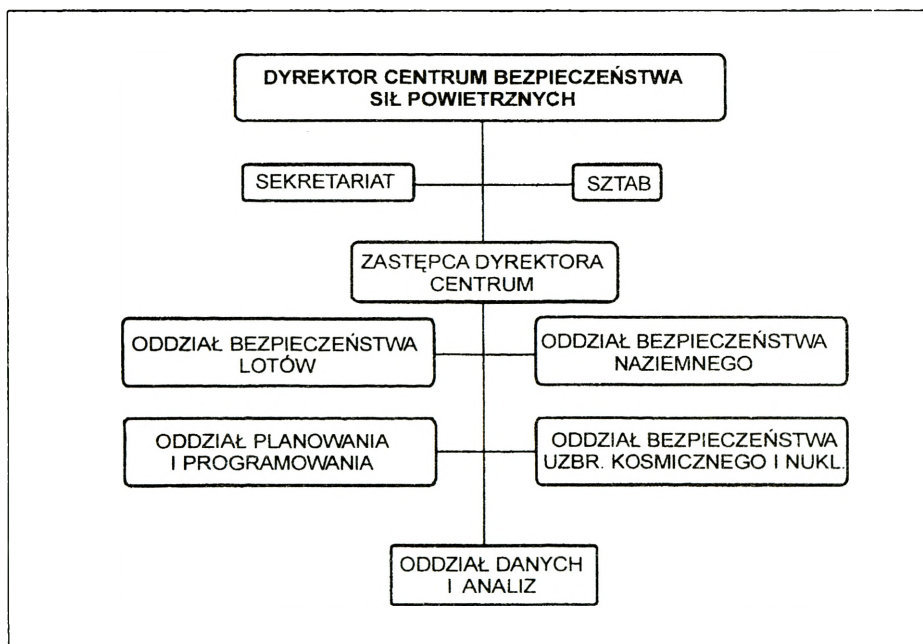 DYREKTOR CENTRUM BEZPIECZEŃSTWA
SIŁ POWIETRZNYCH
SEKRETARIAT
SZTAB
ZASTĘPCA DYREKTORA
CENTRUM
ODDZIAŁ BEZPIECZEŃSTWA
LOTÓW
ODDZIAŁ BEZPIECZEŃSTWA
NAZIEMNEGO
ODDZIAŁ PLANOWANIA
I PROGRAMOWANIA
ODDZIAŁ BEZPIECZEŃSTWA
UZBR. KOSMICZNEGO I NUKL.
ODDZIAŁ DANYCH
I ANALIZ